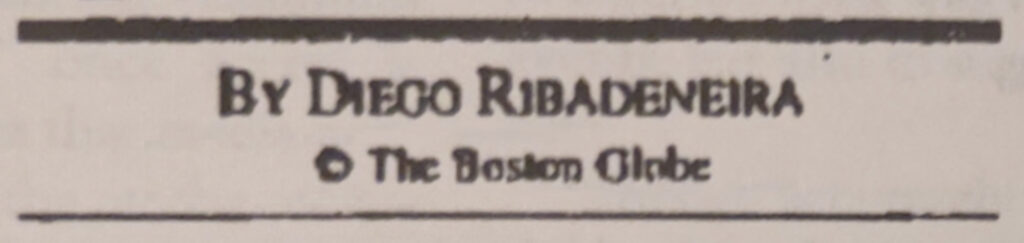 BY DIEGO RIBADENEIRA
© The Boston Globe